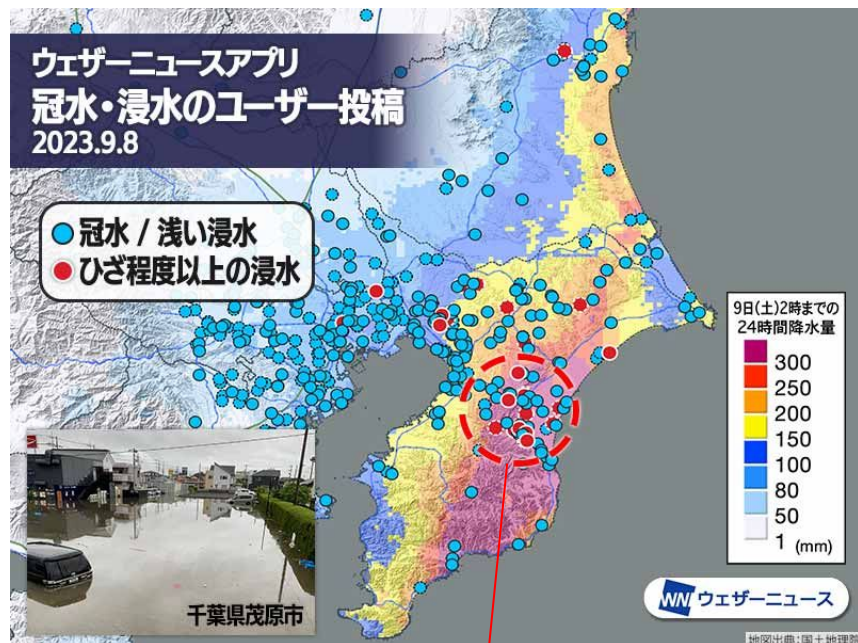 ウェザーニュースアプリ
冠水・浸水のユーザー投稿
2023.9.8
冠水 / 浅い浸水
ひざ程度以上の浸水
9日(土)2時までの
24時間降水量
300
250
200
150
100
80
50
1 (mm)
千葉県茂原市
WN ウェザーニュース
地図出典:国土地理院